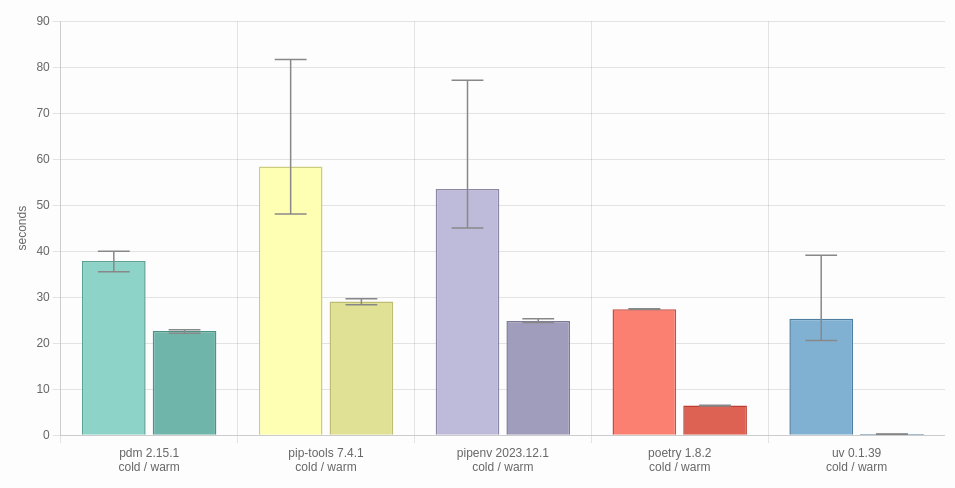 90
80
70
60
50
40
30
20
10
0
seconds
pdm 2.15.1
cold / warm
pip-tools 7.4.1
cold / warm
pipenv 2023.12.1
cold / warm
poetry 1.8.2
cold / warm
uv 0.1.39
cold / warm